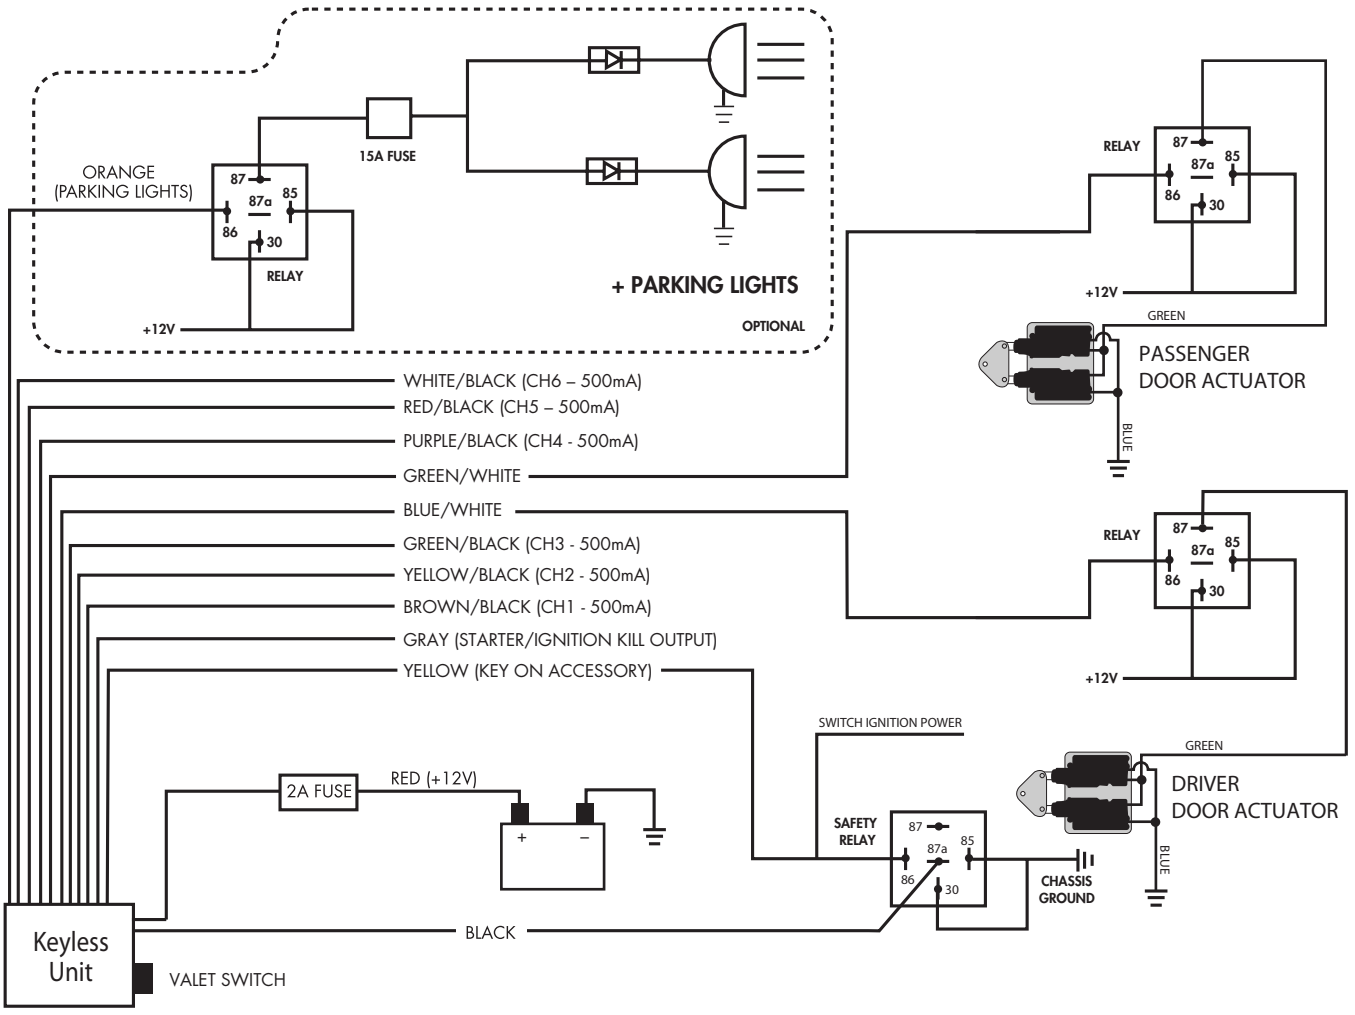 ORANGE
(PARKING LIGHTS)
87
85
87a
86
30
RELAY
+12V
15A FUSE
+ PARKING LIGHTS
OPTIONAL
RELAY
87
85
87a
86
30
+12V
GREEN
PASSENGER
DOOR ACTUATOR
BLUE
WHITE/BLACK (CH6 – 500mA)
RED/BLACK (CH5 – 500mA)
PURPLE/BLACK (CH4 - 500mA)
GREEN/WHITE
BLUE/WHITE
GREEN/BLACK (CH3 - 500mA)
YELLOW/BLACK (CH2 - 500mA)
BROWN/BLACK (CH1 - 500mA)
GRAY (STARTER/IGNITION KILL OUTPUT)
YELLOW (KEY ON ACCESSORY)
RELAY
87
85
87a
86
30
+12V
GREEN
DRIVER
DOOR ACTUATOR
BLUE
SWITCH IGNITION POWER
SAFETY
RELAY
87
85
87a
86
30
CHASSIS
GROUND
2A FUSE
RED (+12V)
+
–
BLACK
Keyless
Unit
VALET SWITCH